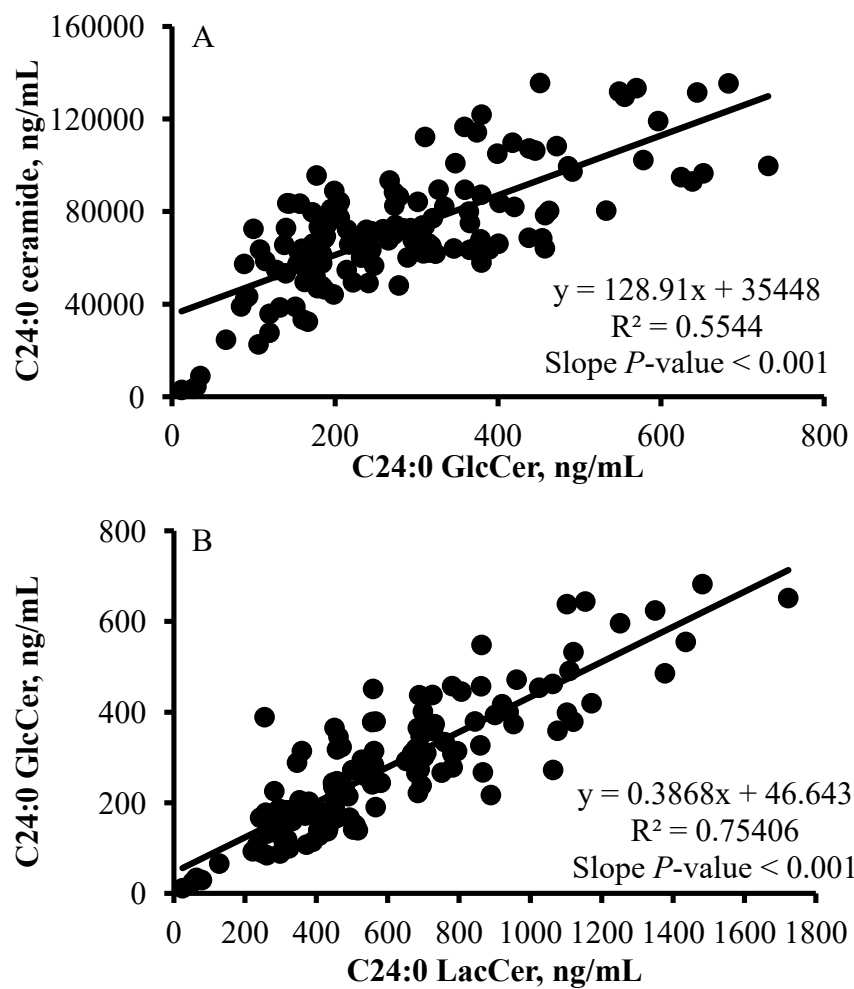 A
C24:0 ceramide, ng/mL
160000
120000
80000
40000
0
y = 128.91x + 35448
R² = 0.5544
Slope P-value < 0.001
0 200 400 600 800
C24:0 GlcCer, ng/mL
B
C24:0 GlcCer, ng/mL
800
600
400
200
0
y = 0.3868x + 46.643
R² = 0.75406
Slope P-value < 0.001
0 200 400 600 800 1000 1200 1400 1600 1800
C24:0 LacCer, ng/mL